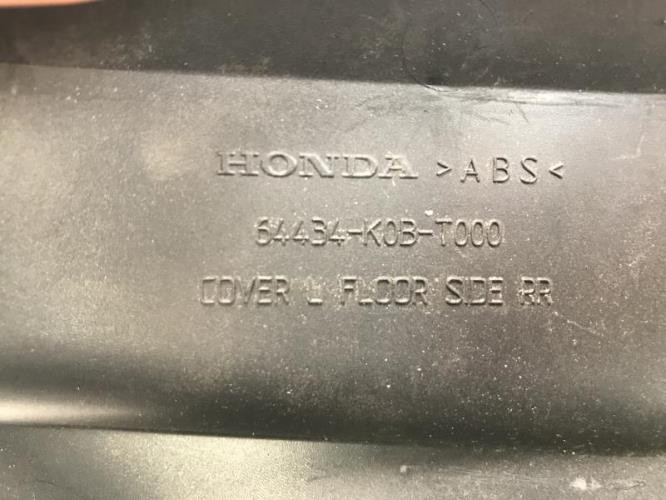 HONDA >ABS<
64434-K0B-T000
COVER L FLOOR SIDE RR